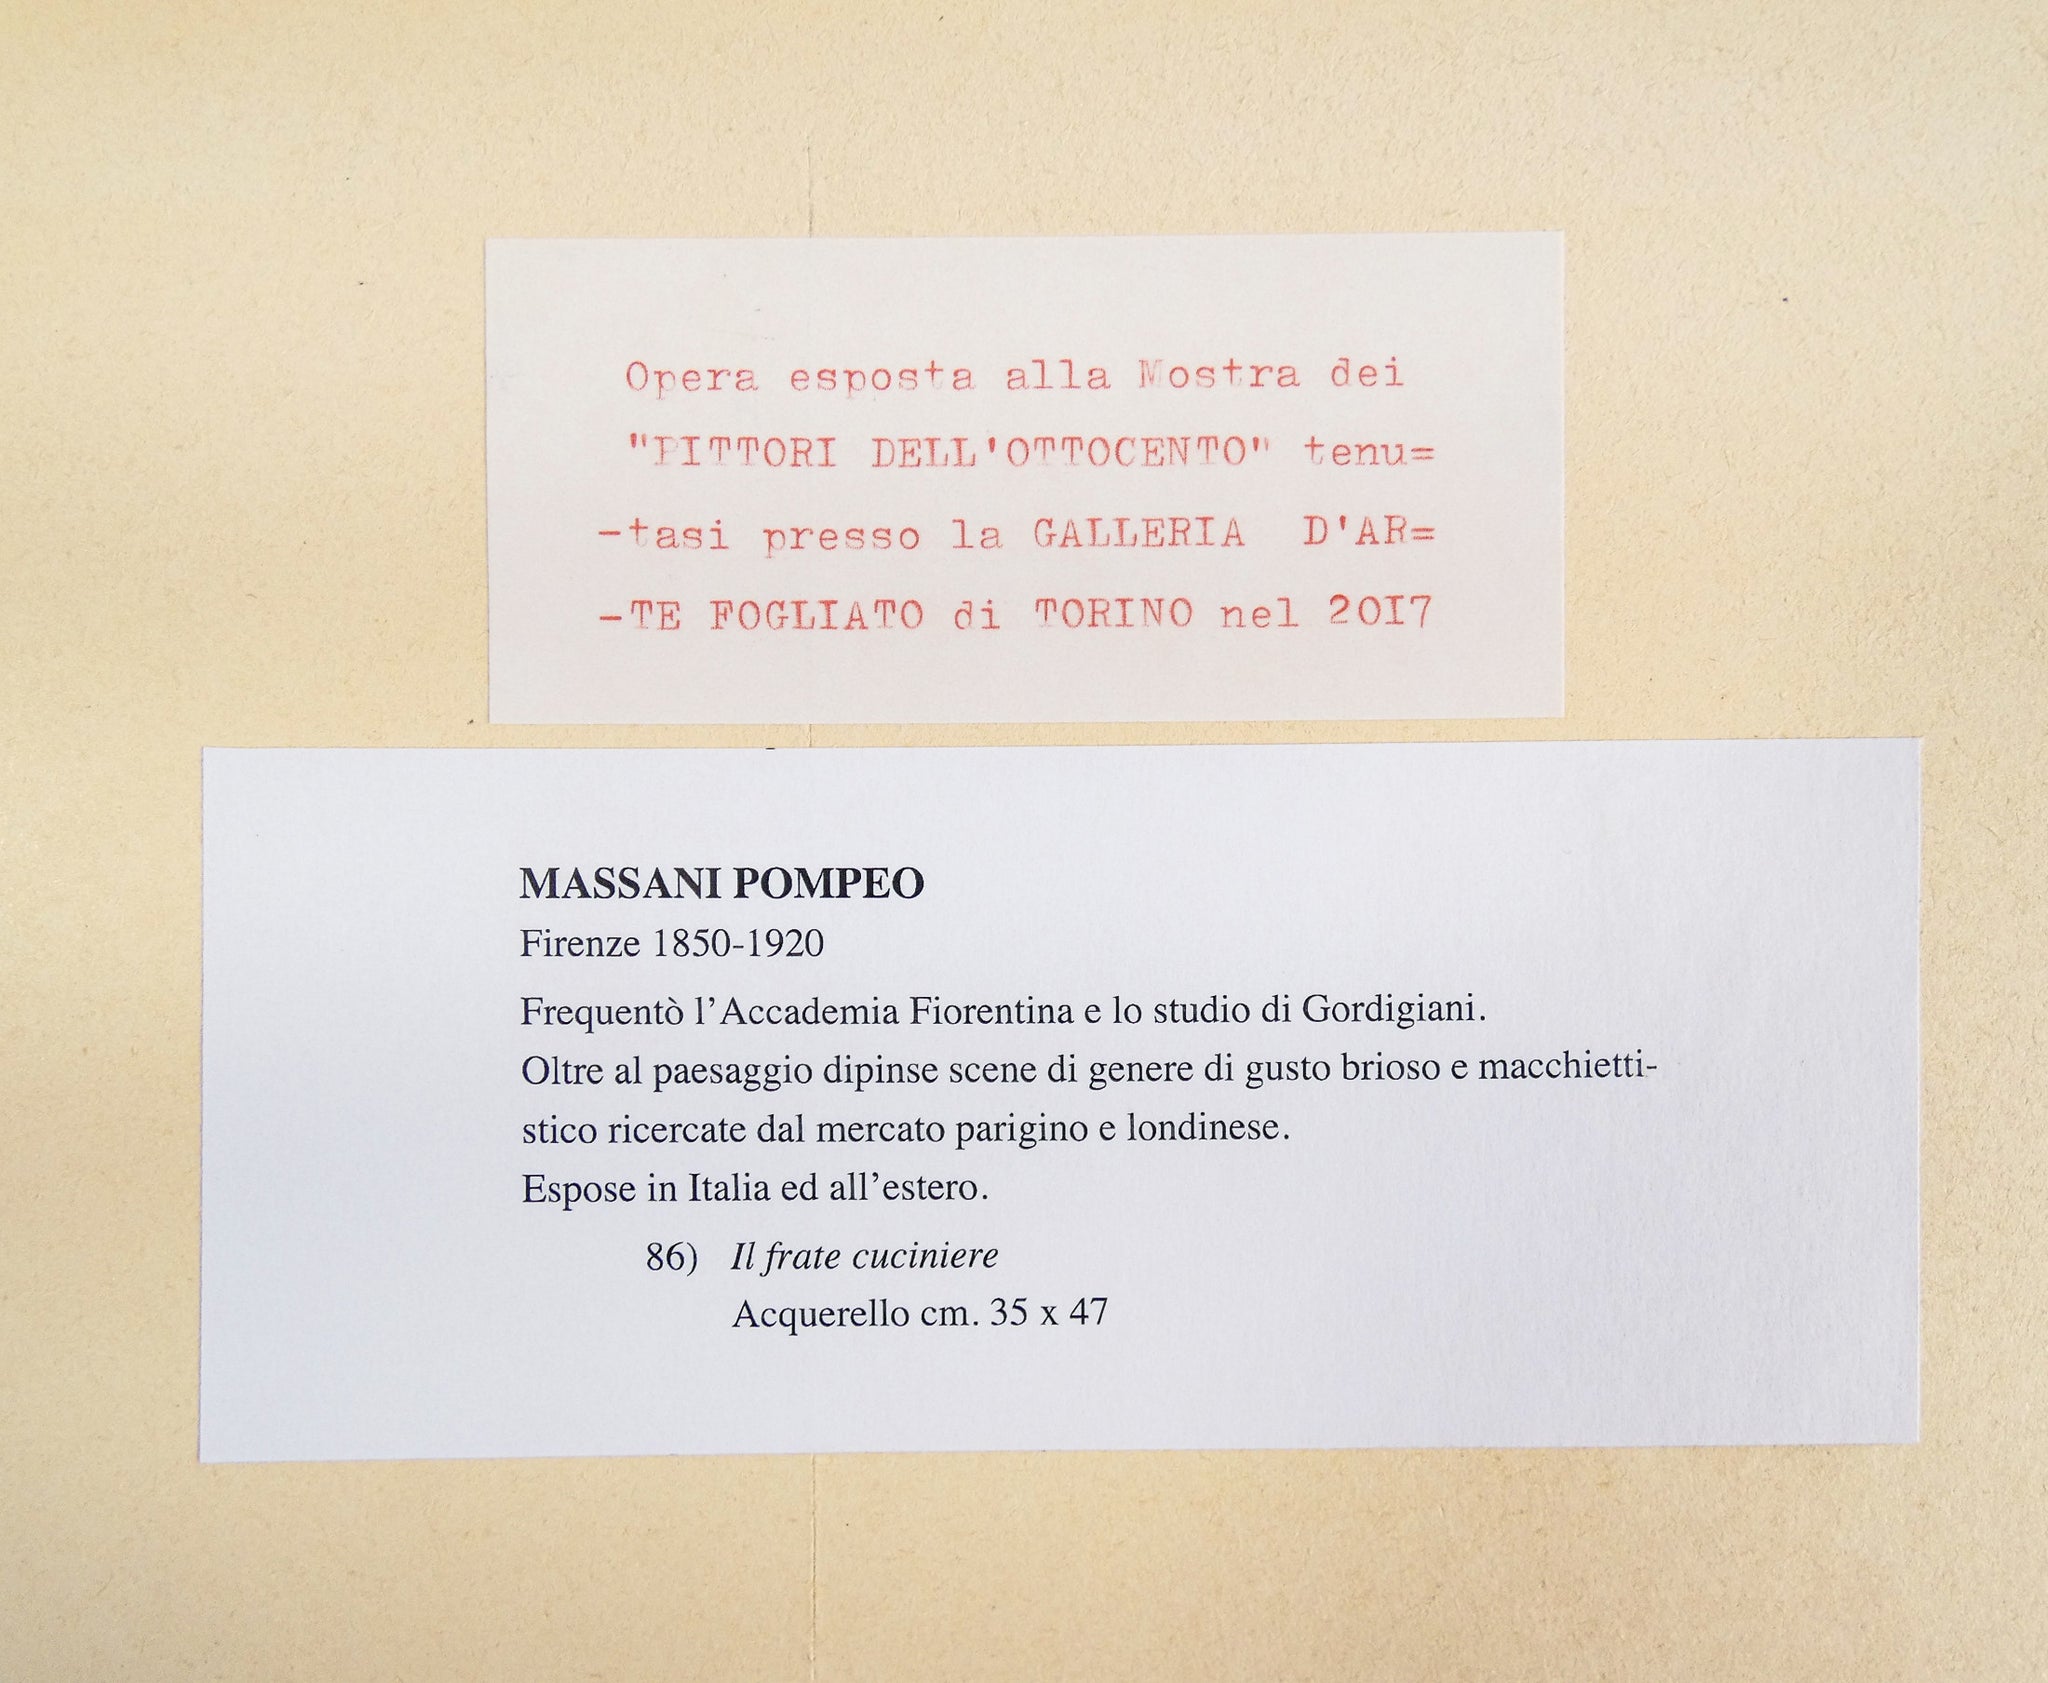 Opera esposta alla Mostra dei
"PITTORI DELL'OTTOCENTO" tenu=
-tasi presso la GALLERIA D'AR=
-TE FOGLIATO di TORINO nel 2OI7
MASSANI POMPEO
Firenze 1850-1920
Frequentò l’Accademia Fiorentina e lo studio di Gordigiani.
Oltre al paesaggio dipinse scene di genere di gusto brioso e macchietti-
stico ricercate dal mercato parigino e londinese.
Espose in Italia ed all’estero.
86) Il frate cuciniere
Acquerello cm. 35 x 47